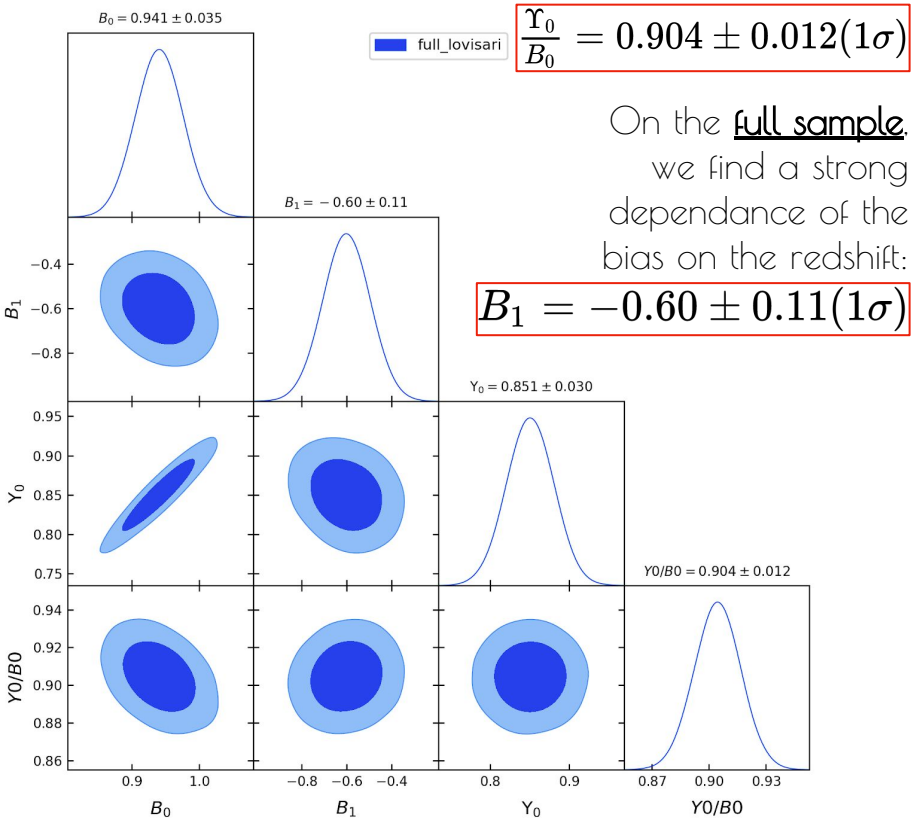 B₀ = 0.941 ± 0.035
full_lovisari
ϒ₀/B₀ = 0.904 ± 0.012(1σ)
On the full sample,
we find a strong
dependance of the
bias on the redshift:
B₁ = −0.60 ± 0.11(1σ)
B₁ = − 0.60 ± 0.11
−0.4
−0.6
−0.8
B₁
Υ₀ = 0.851 ± 0.030
0.95
0.90
0.85
0.80
0.75
Υ₀
Y0/B0 = 0.904 ± 0.012
0.94
0.92
0.90
0.88
0.86
Y0/B0
0.9 1.0 −0.8 −0.6 −0.4 0.8 0.9 0.87 0.90 0.93
B₀ B₁ Υ₀ Y0/B0